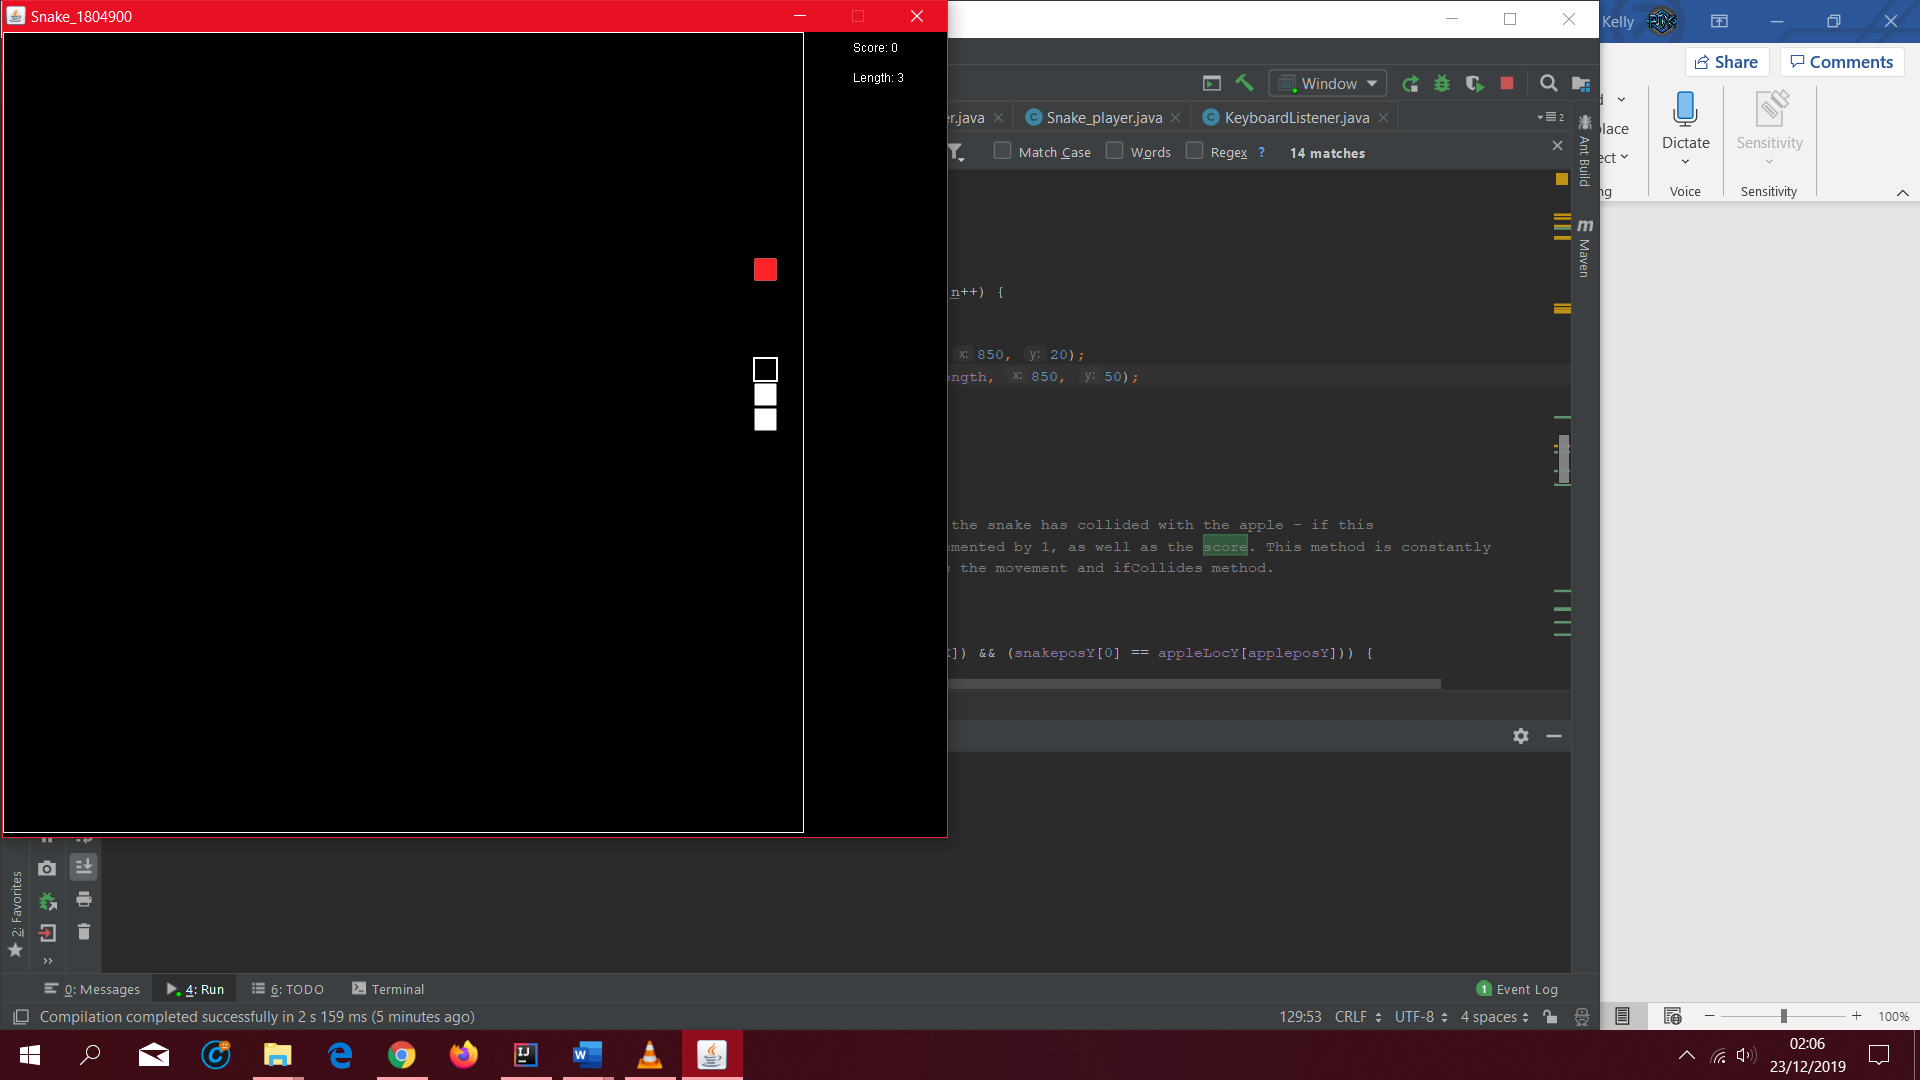 Snake_1804900
Score: 0
Length: 3
Kelly
Share
Comments
Window
er.java
Snake_player.java
KeyboardListener.java
2
Match Case
Words
Regex
?
14 matches
Ant Build
Maven
n++) {
x: 850, y: 20);
ngth, x: 850, y: 50);
the snake has collided with the apple - if this
emented by 1, as well as the score. This method is constantly
s the movement and ifCollides method.
]) && (snakeposY[0] == appleLocY[appleposY])) {
lace
ect
ng
Dictate
Voice
Sensitivity
Sensitivity
2: Favorites
0: Messages
4: Run
6: TODO
Terminal
1 Event Log
Compilation completed successfully in 2 s 159 ms (5 minutes ago)
129:53 CRLF UTF-8 4 spaces
100%
02:06
23/12/2019